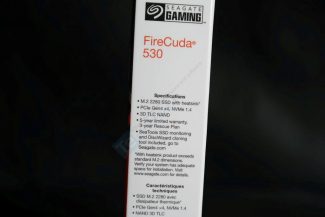 SEAGATE
GAMING
FireCuda®
530
Specifications
• M.2 2280 SSD with heatsink*
• PCIe Gen4 x4, NVMe 1.4
• 3D TLC NAND
• 5-year limited warranty,
3-year Rescue Plan
• SeaTools SSD monitoring
and DiscWizard cloning
tool included, go to
Seagate.com
*With heatsink product exceeds
standard M.2 dimensions.
Verify your system has adequate
space for installation. Visit
www.seagate.com for details.
Caractéristiques
techniques
• SSD M.2 2280 avec
dissipateur thermique*
• PCIe Gen4 x4, NVMe 1.4
• NAND 3D TLC